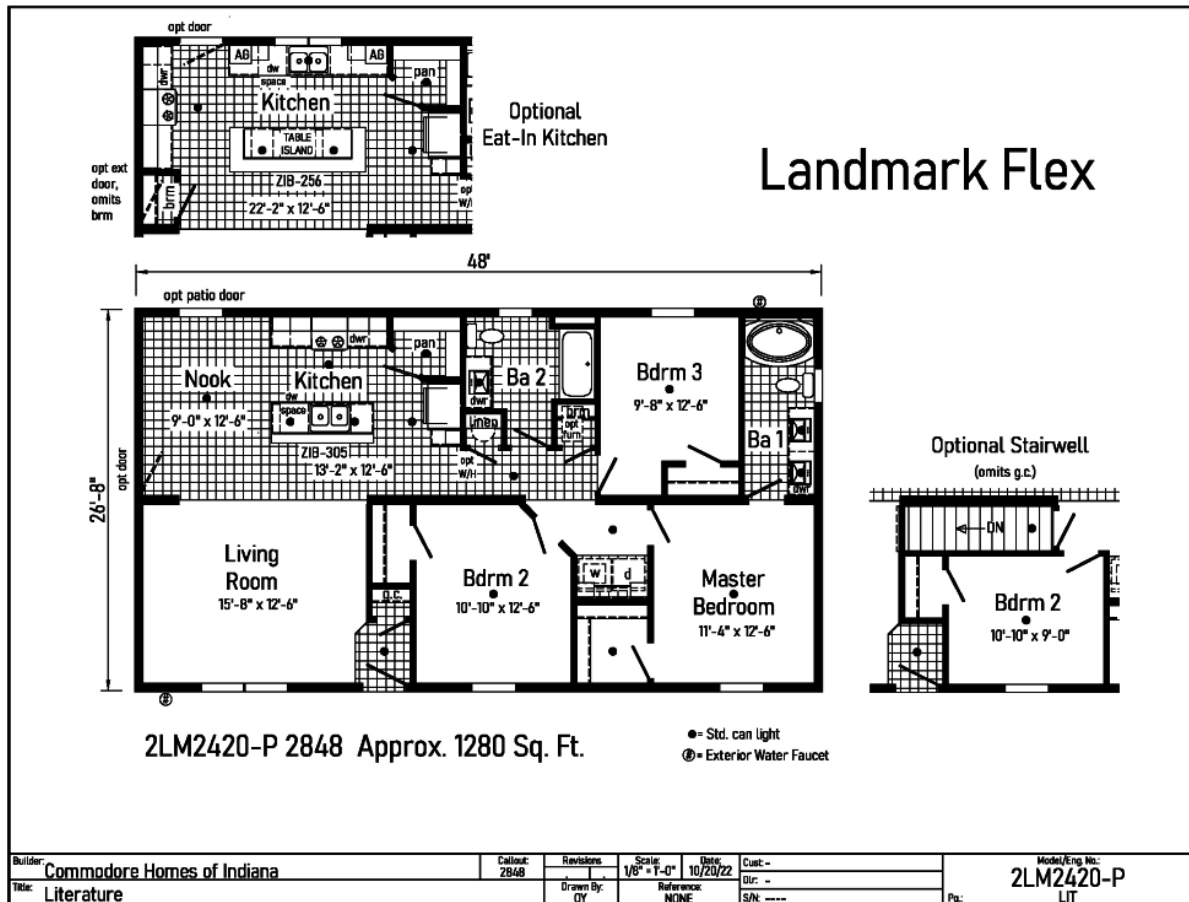 opt door
AG
AG
dw
space
dwr
pan
Kitchen
TABLE
ISLAND
ZIB-256
22'-2" x 12'-6"
opt ext
door,
omits
brm
brm
opt
W/H
Optional
Eat-In Kitchen
Landmark Flex
48'
opt patio door
26'-8"
opt door
dwr
pan
Nook
9'-0" x 12'-6"
Kitchen
dw
space
ZIB-305
13'-2" x 12'-6"
Ba 2
dwr
linen
brm
opt
furn
opt
W/H
Bdrm 3
9'-8" x 12'-6"
Ba 1
dwr
Living
Room
15'-8" x 12'-6"
g.c.
Bdrm 2
10'-10" x 12'-6"
w
d
Master
Bedroom
11'-4" x 12'-6"
Optional Stairwell
(omits g.c.)
DN
Bdrm 2
10'-10" x 9'-0"
2LM2420-P 2848 Approx. 1280 Sq. Ft.
●= Std. can light
#= Exterior Water Faucet
Builder: Commodore Homes of Indiana
Title: Literature
Callout:
2848
Revisions
Drawn By:
OY
Scale:
1/8" = 1'-0"
Date:
10/20/22
Reference:
NONE
Cust: -
Dlr: -
S/N: ----
Model/Eng. No.:
2LM2420-P
Pg.: LIT